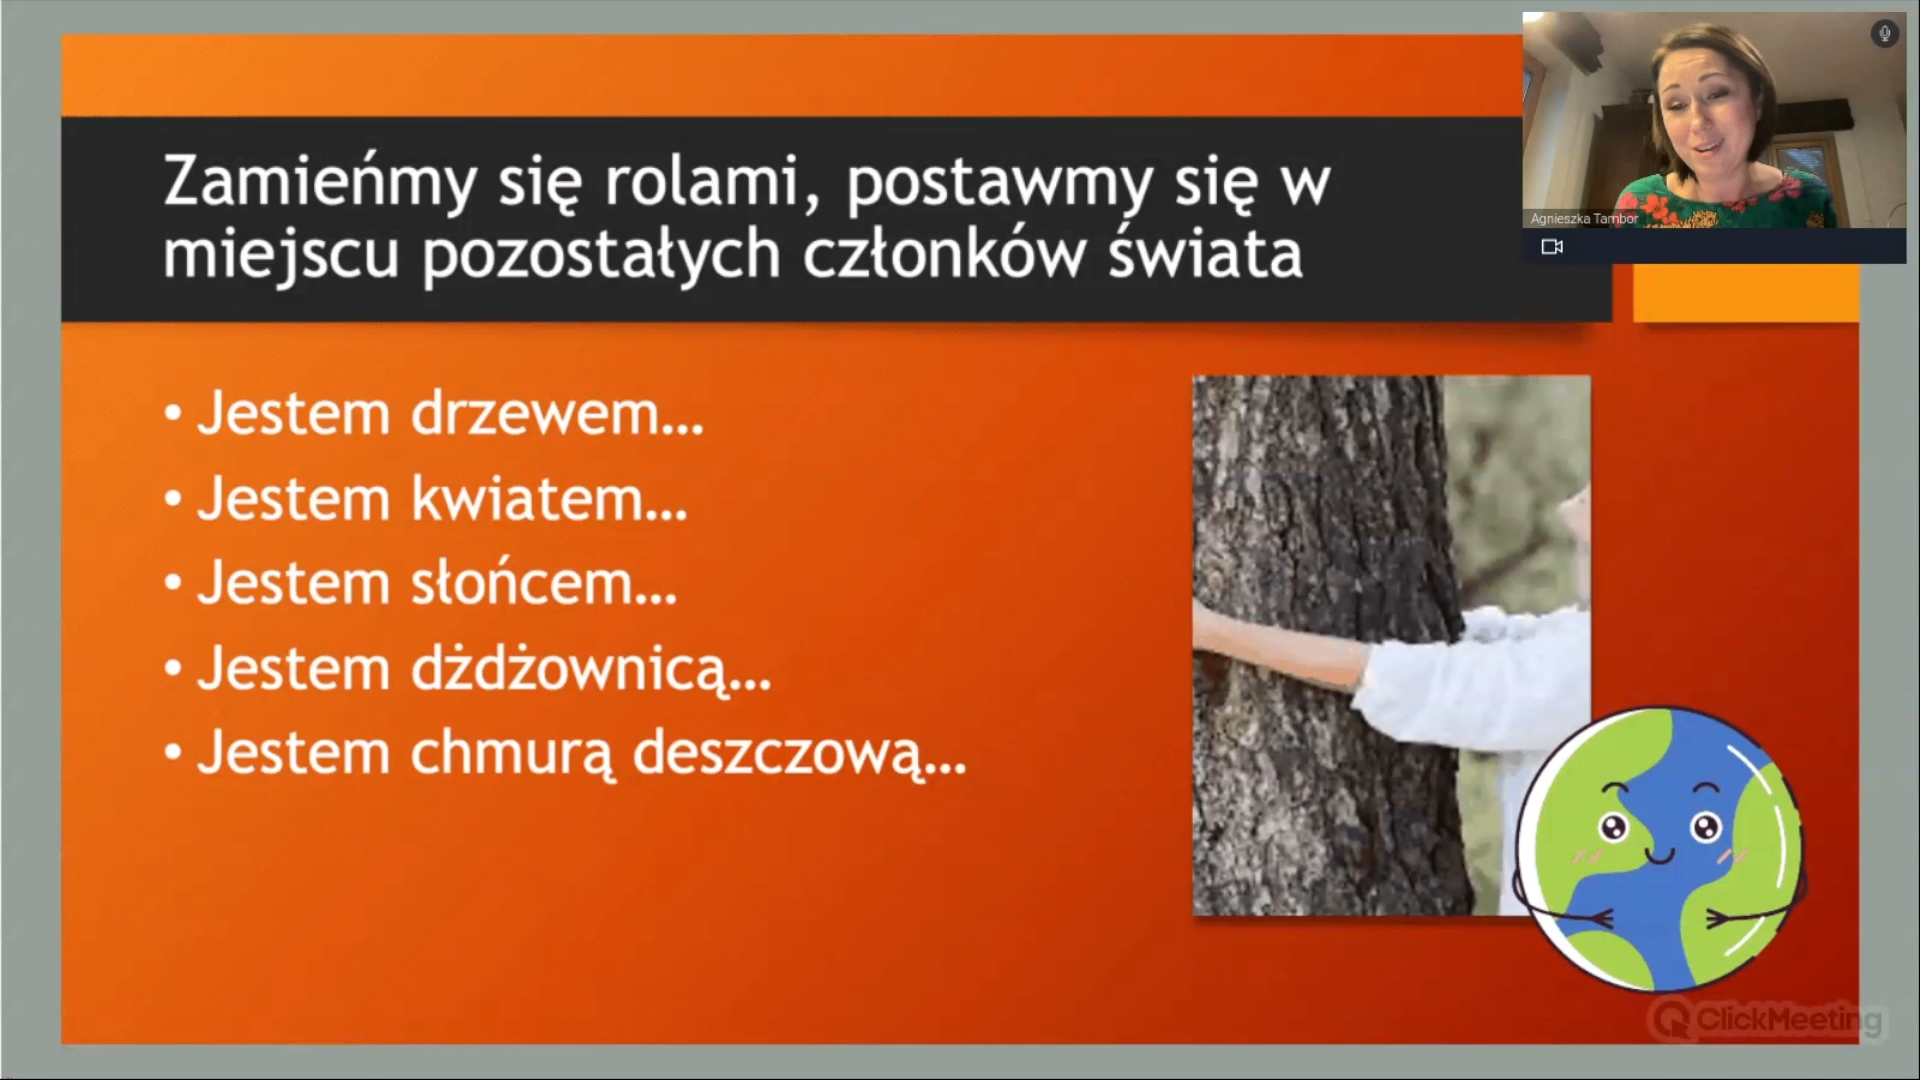 Zamieńmy się rolami, postawmy się w
miejscu pozostałych członków świata
• Jestem drzewem...
• Jestem kwiatem...
• Jestem słońcem...
• Jestem dżdżownicą...
• Jestem chmurą deszczową...
Agnieszka Tambor
ClickMeeting